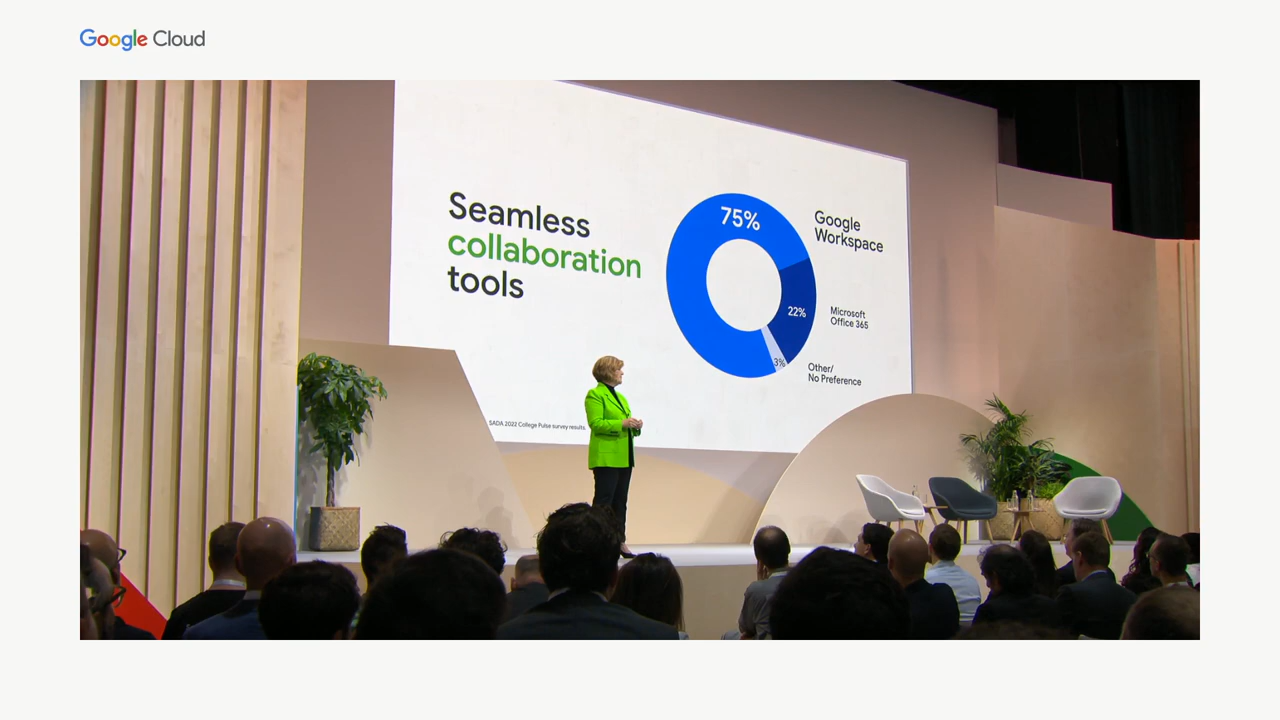 Google Cloud
Seamless
collaboration
tools
75%
Google
Workspace
22%
Microsoft
Office 365
3%
Other/
No Preference
SADA 2022 College Pulse survey results.